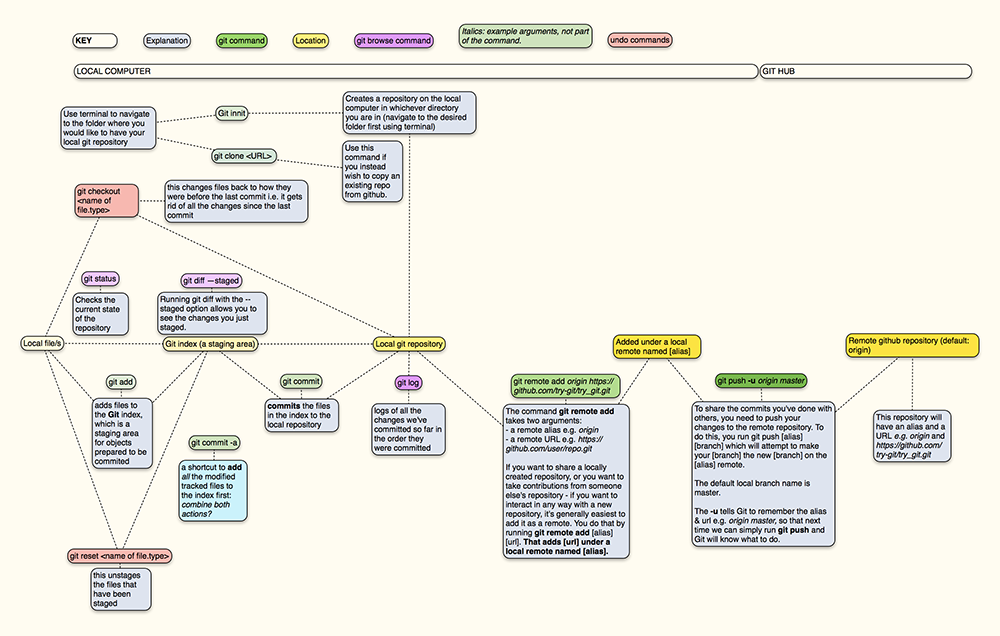 KEY
Explanation
git command
Location
git browse command
Italics: example arguments, not part
of the command.
undo commands
LOCAL COMPUTER
GIT HUB
Use terminal to navigate
to the folder where you
would like to have your
local git repository
Git innit
Creates a repository on the local
computer in whichever directory
you are in (navigate to the desired
folder first using terminal)
git clone <URL>
Use this
command if
you instead
wish to copy an
existing repo
from github.
git checkout
<name of
file.type>
this changes files back to how they
were before the last commit i.e. it gets
rid of all the changes since the last
commit
git status
Checks the
current state
of the
repository
git diff —staged
Running git diff with the --
staged option allows you to
see the changes you just
staged.
Local file/s
Git index (a staging area)
Local git repository
Added under a local
remote named [alias]
Remote github repository (default:
origin)
git add
adds files to
the Git index,
which is a
staging area
for objects
prepared to be
commited
git commit
commits the files
in the index to the
local repository
git log
logs of all the
changes we've
committed so far
in the order they
were committed
git commit -a
a shortcut to add
all the modified
tracked files to
the index first:
combine both
actions?
git remote add origin https://
github.com/try-git/try_git.git
The command git remote add
takes two arguments:
- a remote alias e.g. origin
- a remote URL e.g. https://
github.com/user/repo.git
If you want to share a locally
created repository, or you want to
take contributions from someone
else's repository - if you want to
interact in any way with a new
repository, it's generally easiest to
add it as a remote. You do that by
running git remote add [alias]
[url]. That adds [url] under a
local remote named [alias].
git push -u origin master
To share the commits you've done with
others, you need to push your
changes to the remote repository. To
do this, you run git push [alias]
[branch] which will attempt to make
your [branch] the new [branch] on the
[alias] remote.
The default local branch name is
master.
The -u tells Git to remember the alias
& url e.g. origin master, so that next
time we can simply run git push and
Git will know what to do.
This repository will
have an alias and a
URL e.g. origin and
https://github.com/
try-git/try_git.git
git reset <name of file.type>
this unstages
the files that
have been
staged